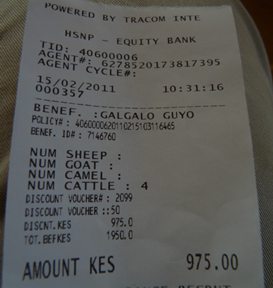 POWERED BY TRACOM INTE
HSNP - EQUITY BANK
TID: 40600006
AGENT#: 6278520173817395
AGENT CYCLE#:
15/02/2011 10:31:16
000357
BENEF. :GALGALO GUYO
POLICY# : 4060000620110215103116465
BENEF. ID# : 7146760
NUM SHEEP :
NUM GOAT :
NUM CAMEL :
NUM CATTLE : 4
DISCOUNT VOUCHER# : 2099
DISCOUNT VOUCHER ::50
DISCNT.KES 975.0
TOT.BEFKES 1950.0
AMOUNT KES 975.00